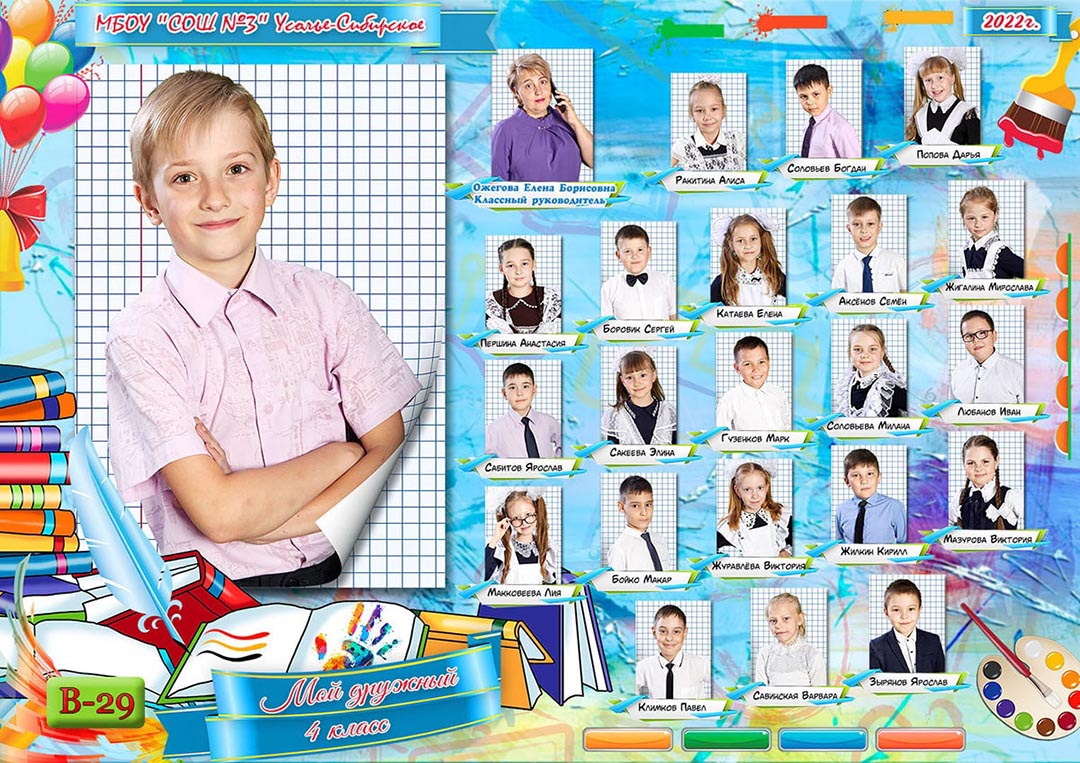 МБОУ "СОШ №3" Усолье-Сибирское
2022г.
Ожегова Елена Борисовна
Классный руководитель
Ракитина Алиса
Соловьев Богдан
Попова Дарья
Першина Анастасия
Боровик Сергей
Катаева Елена
Аксёнов Семён
Жигалина Мирослава
Сабитов Ярослав
Сакеева Элина
Гузенков Марк
Соловьева Милана
Любанов Иван
Макковеева Лия
Бойко Макар
Журавлёва Виктория
Жилкин Кирилл
Мазурова Виктория
Климков Павел
Савинская Варвара
Зырянов Ярослав
В-29
Мой дружный
4 класс